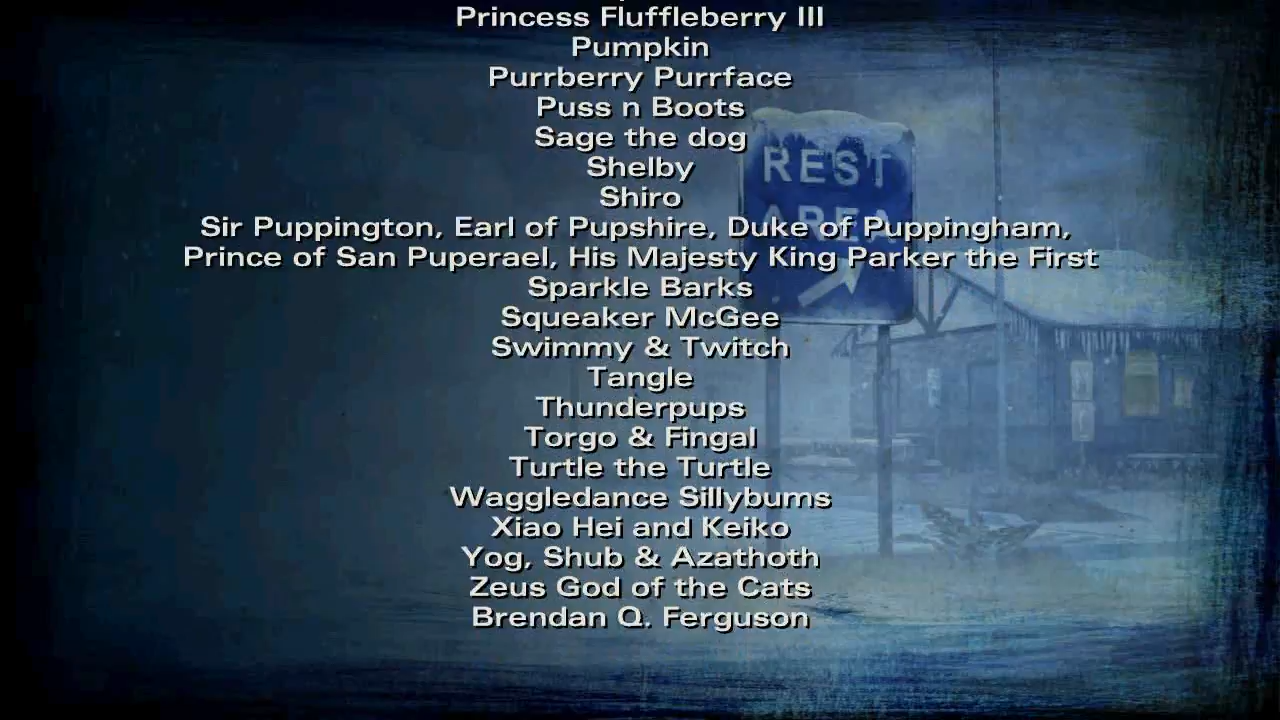 Princess Fluffleberry III
Pumpkin
Purrberry Purrface
Puss n Boots
Sage the dog
Shelby
Shiro
Sir Puppington, Earl of Pupshire, Duke of Puppingham,
Prince of San Puperael, His Majesty King Parker the First
Sparkle Barks
Squeaker McGee
Swimmy & Twitch
Tangle
Thunderpups
Torgo & Fingal
Turtle the Turtle
Waggledance Sillybums
Xiao Hei and Keiko
Yog, Shub & Azathoth
Zeus God of the Cats
Brendan Q. Ferguson
REST
AREA